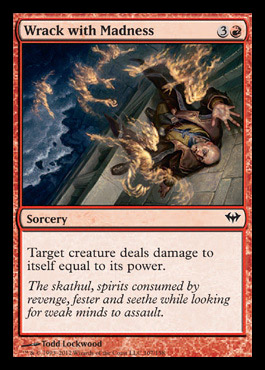 Wrack with Madness 3
Sorcery
Target creature deals damage to
itself equal to its power.
The skathul, spirits consumed by
revenge, fester and seethe while looking
for weak minds to assault.
Todd Lockwood